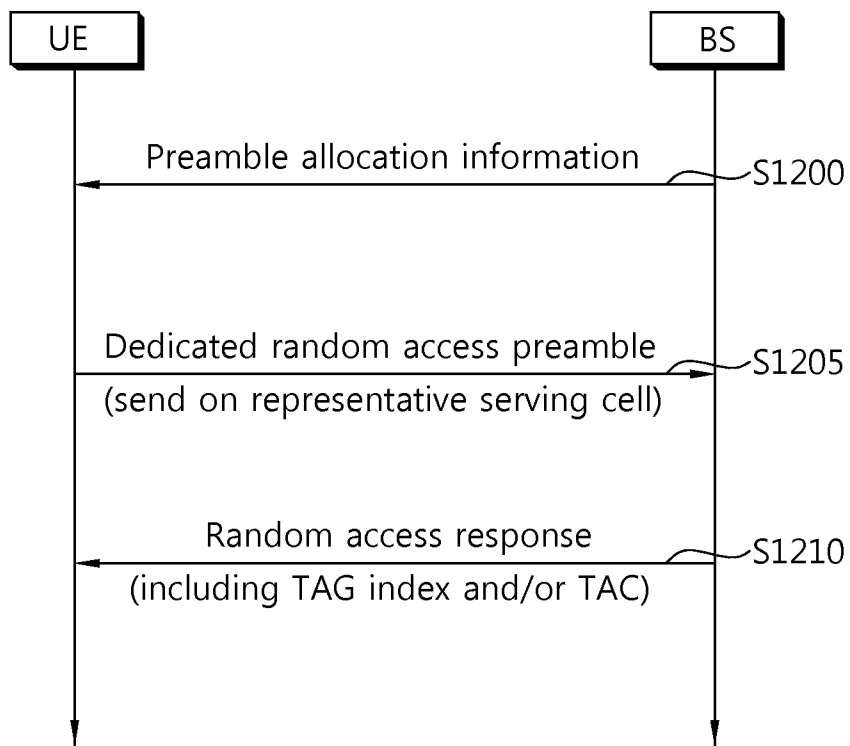 UE
BS
Preamble allocation information
S1200
Dedicated random access preamble
S1205
(send on representative serving cell)
Random access response
S1210
(including TAG index and/or TAC)